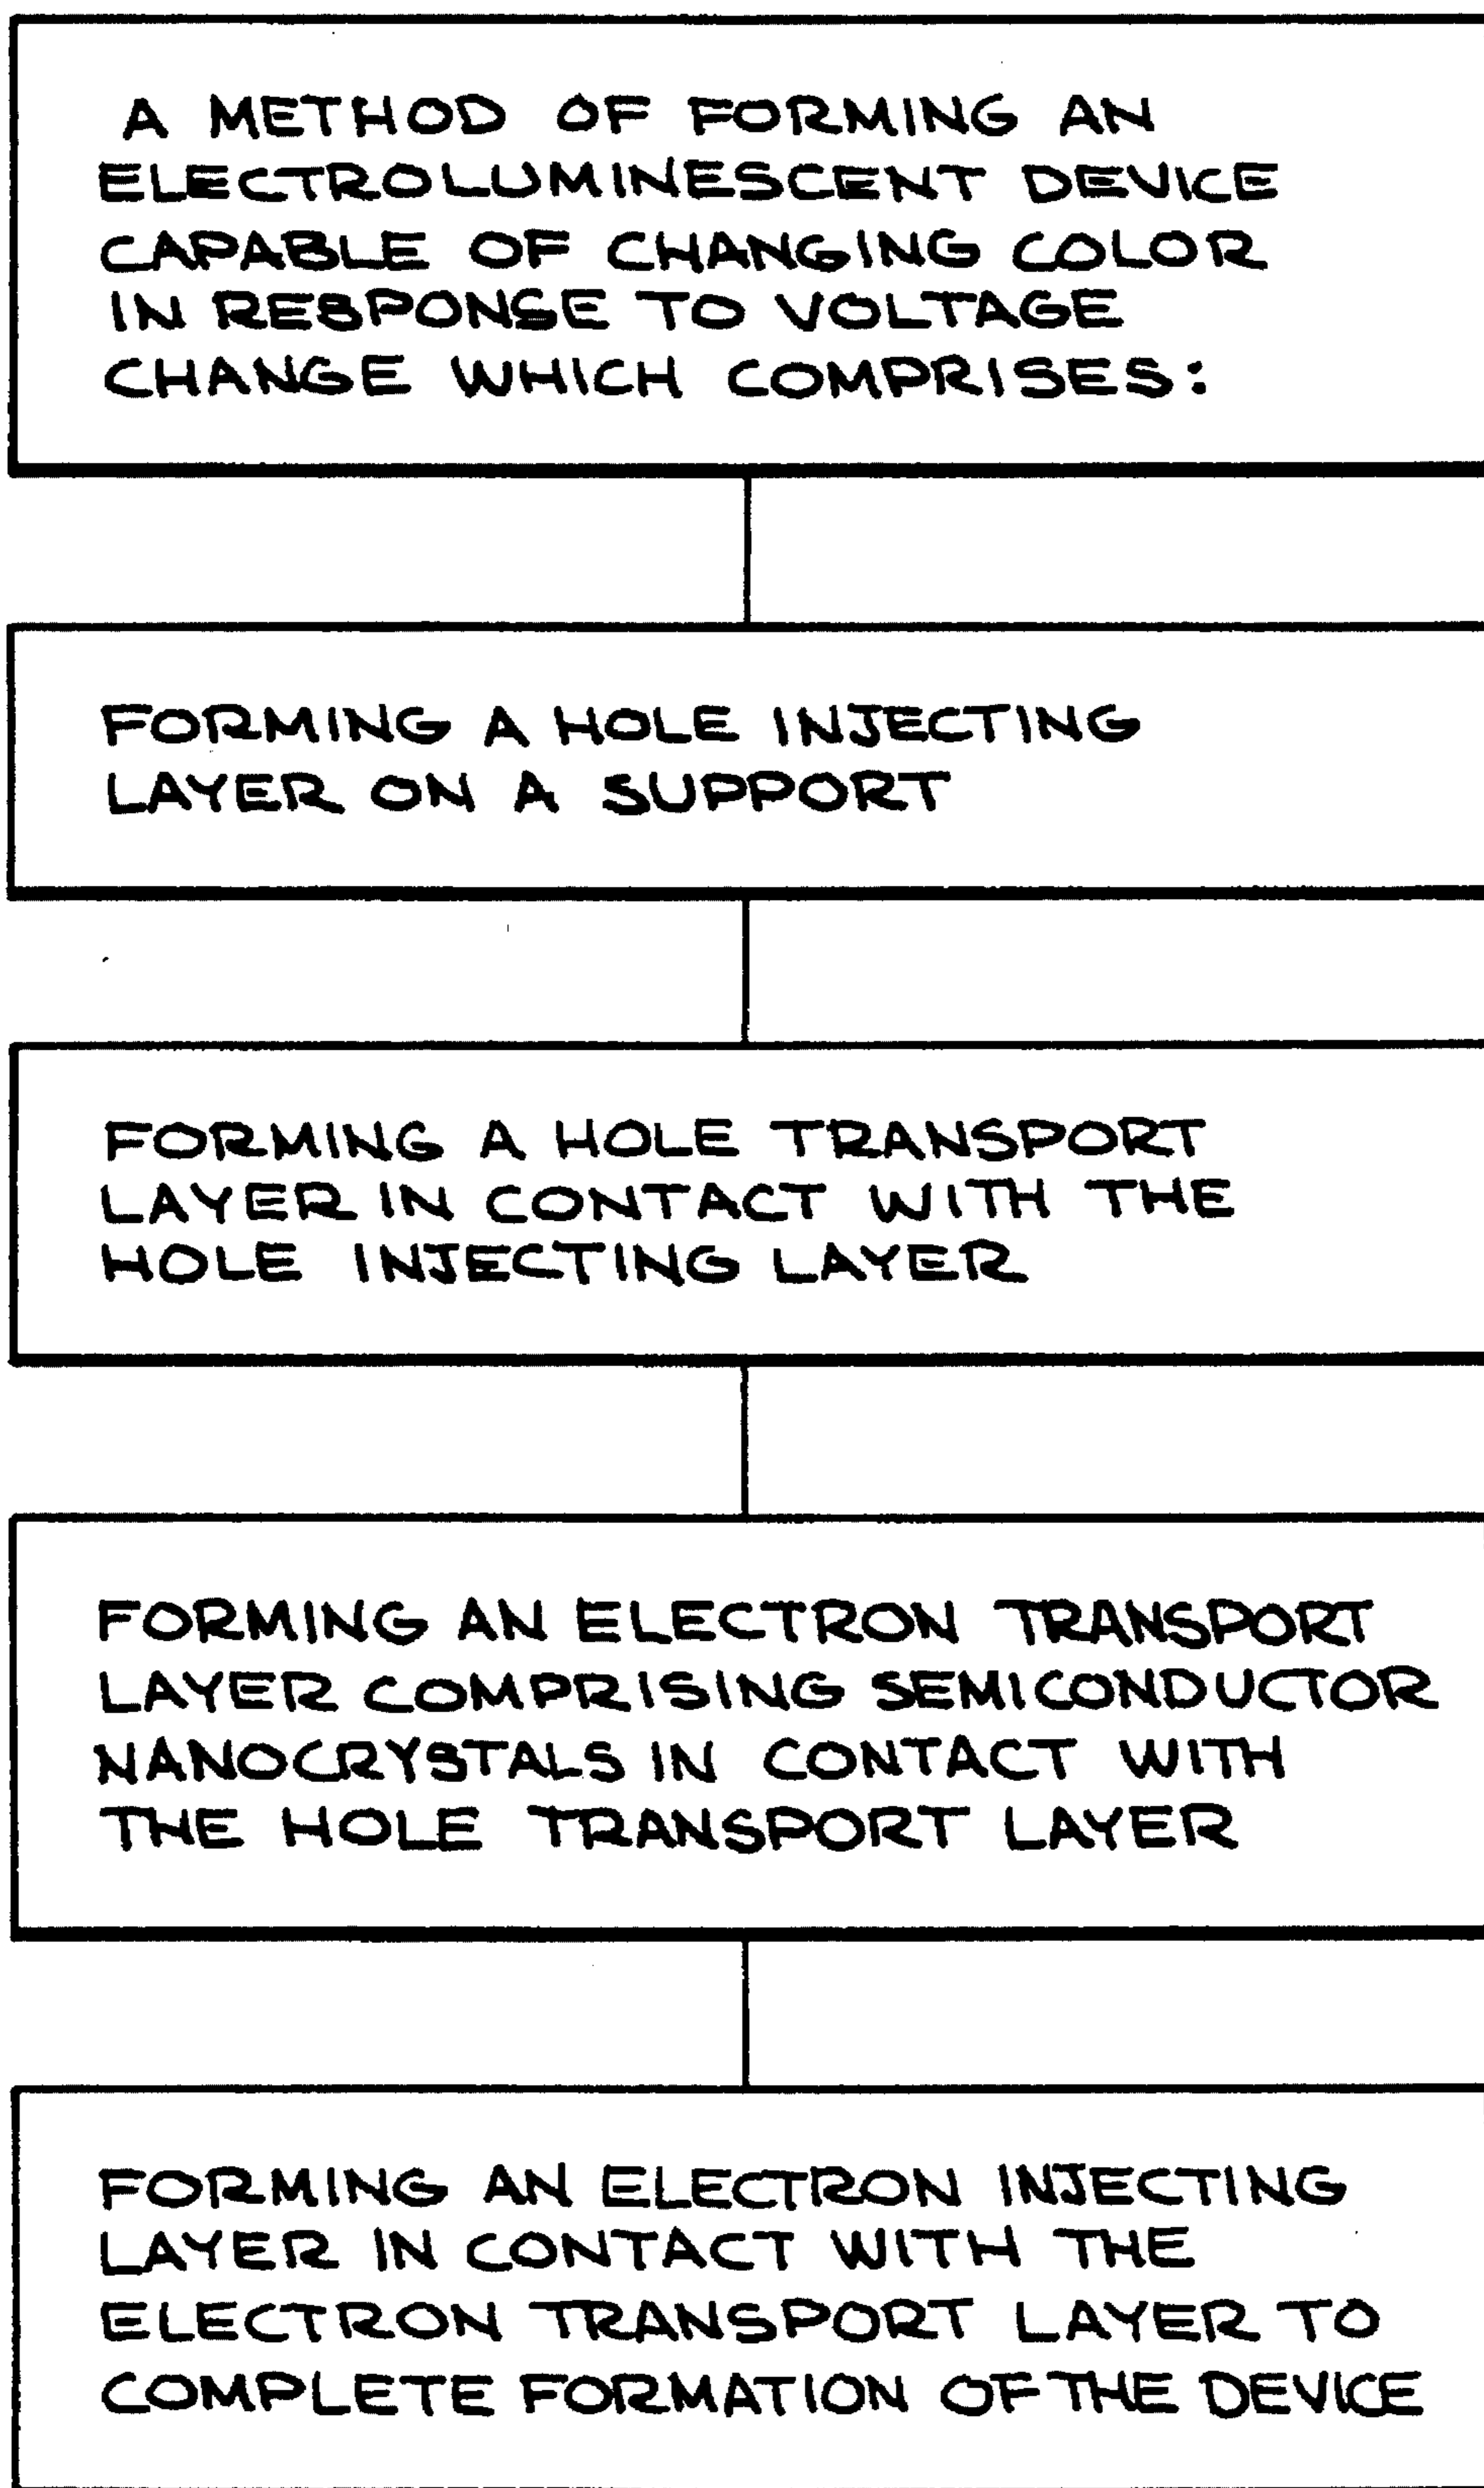 A METHOD OF FORMING AN
ELECTROLUMINESCENT DEVICE
CAPABLE OF CHANGING COLOR
IN RESPONSE TO VOLTAGE
CHANGE WHICH COMPRISES:
FORMING A HOLE INJECTING
LAYER ON A SUPPORT
FORMING A HOLE TRANSPORT
LAYER IN CONTACT WITH THE
HOLE INJECTING LAYER
FORMING AN ELECTRON TRANSPORT
LAYER COMPRISING SEMICONDUCTOR
NANOCRYSTALS IN CONTACT WITH
THE HOLE TRANSPORT LAYER
FORMING AN ELECTRON INJECTING
LAYER IN CONTACT WITH THE
ELECTRON TRANSPORT LAYER TO
COMPLETE FORMATION OF THE DEVICE